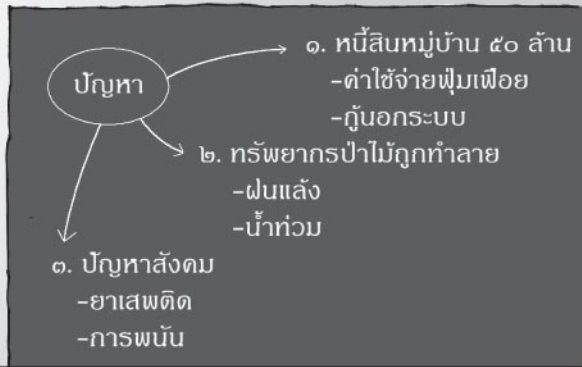 ปัญหา
๑. หนี้สินหมู่บ้าน ๕๐ ล้าน
-ค่าใช้จ่ายฟุ่มเฟือย
-กู้นอกระบบ
๒. ทรัพยากรป่าไม้ถูกทำลาย
-ฝนแล้ง
-น้ำท่วม
๓. ปัญหาสังคม
-ยาเสพติด
-การพนัน